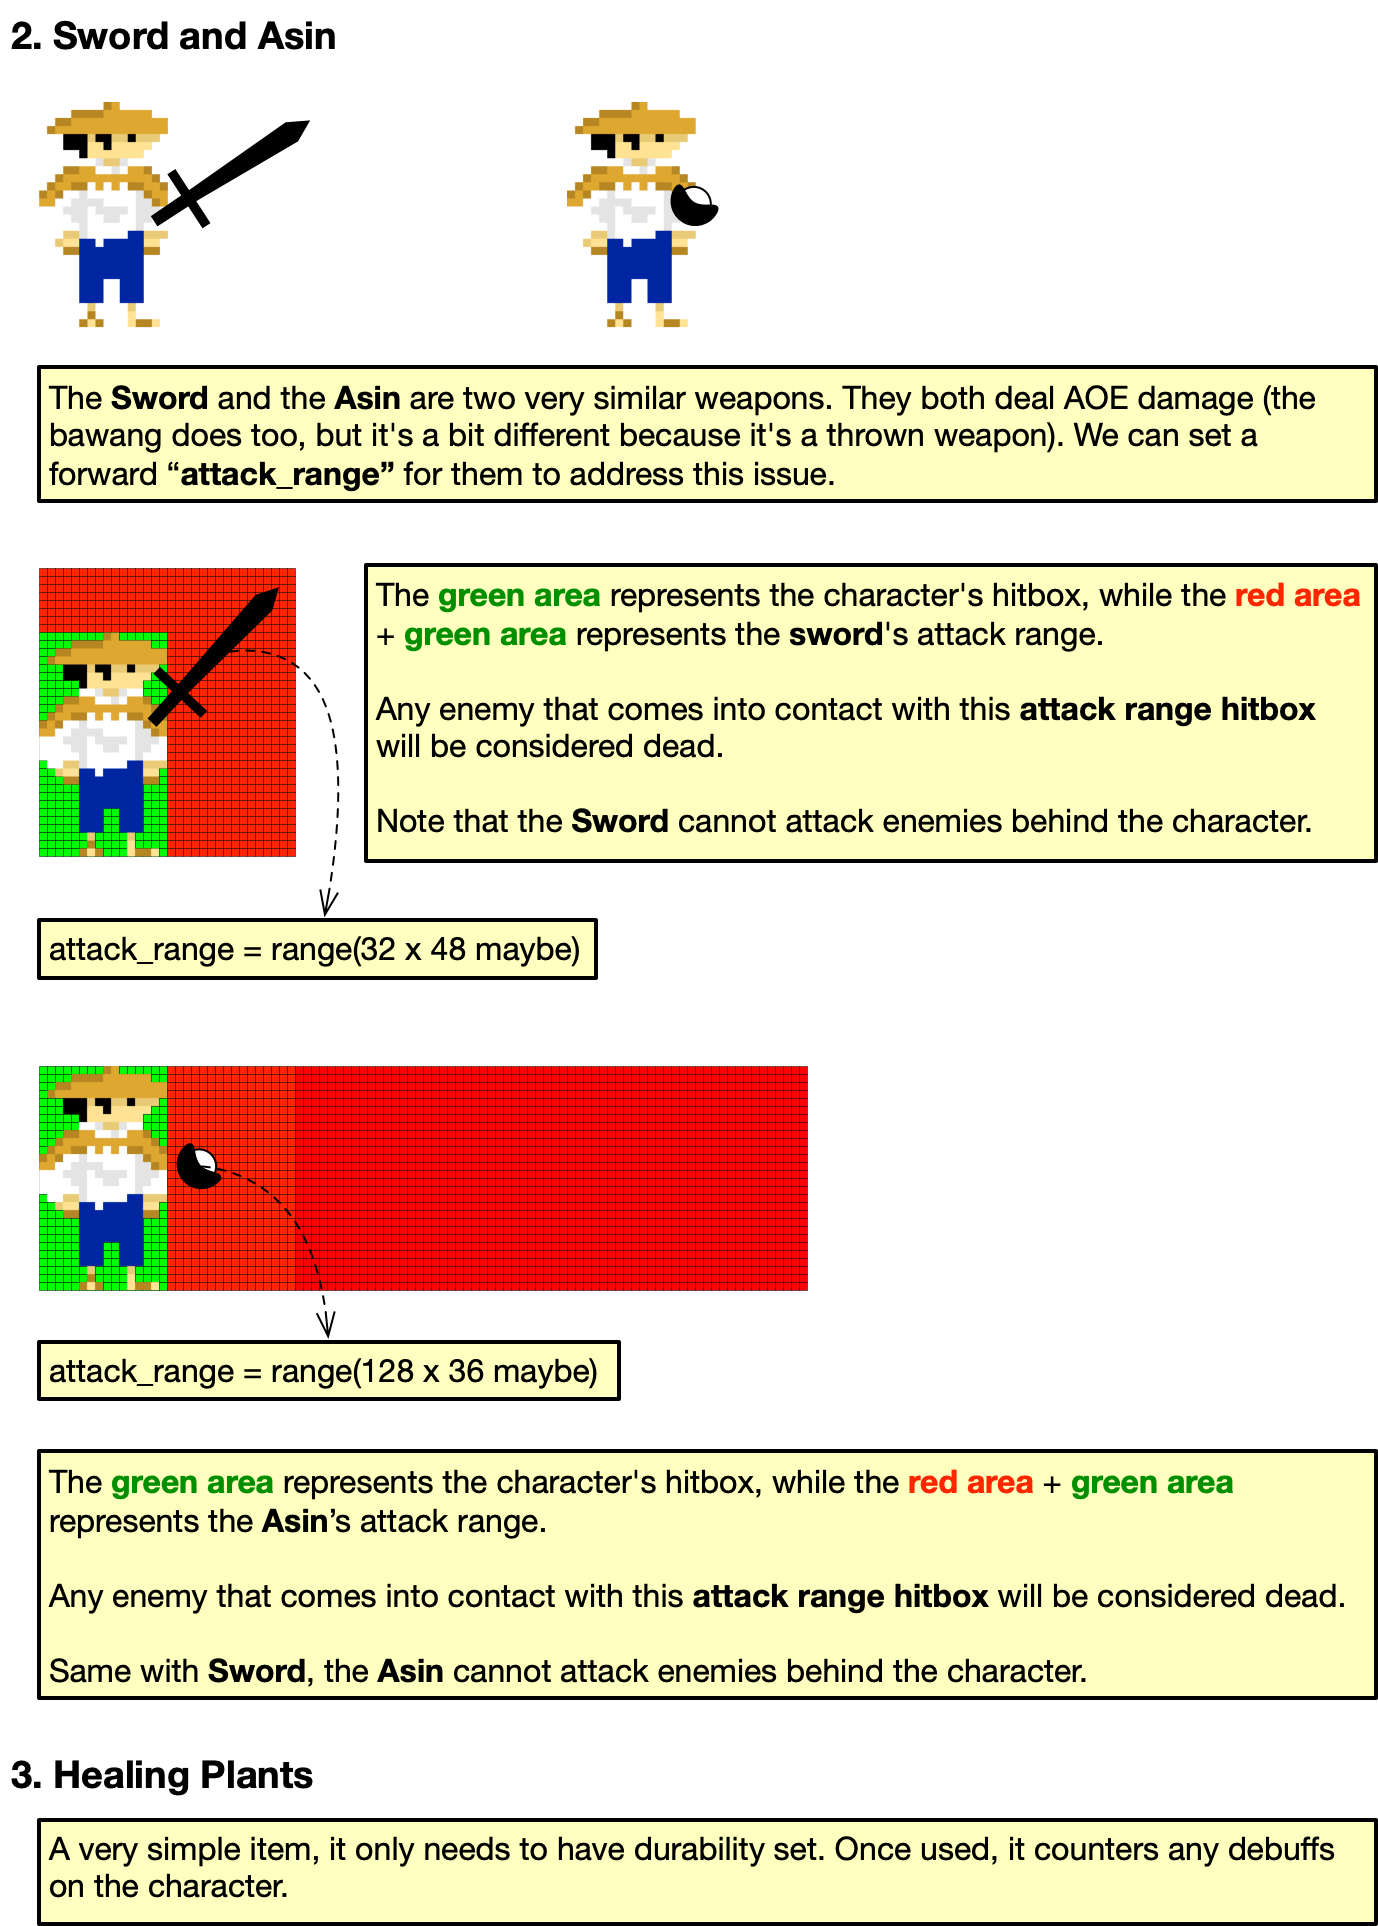 2. Sword and Asin
The Sword and the Asin are two very similar weapons. They both deal AOE damage (the
bawang does too, but it's a bit different because it's a thrown weapon). We can set a
forward “attack_range” for them to address this issue.
The green area represents the character's hitbox, while the red area
+ green area represents the sword's attack range.
Any enemy that comes into contact with this attack range hitbox
will be considered dead.
Note that the Sword cannot attack enemies behind the character.
attack_range = range(32 x 48 maybe)
attack_range = range(128 x 36 maybe)
The green area represents the character's hitbox, while the red area + green area
represents the Asin’s attack range.
Any enemy that comes into contact with this attack range hitbox will be considered dead.
Same with Sword, the Asin cannot attack enemies behind the character.
3. Healing Plants
A very simple item, it only needs to have durability set. Once used, it counters any debuffs
on the character.